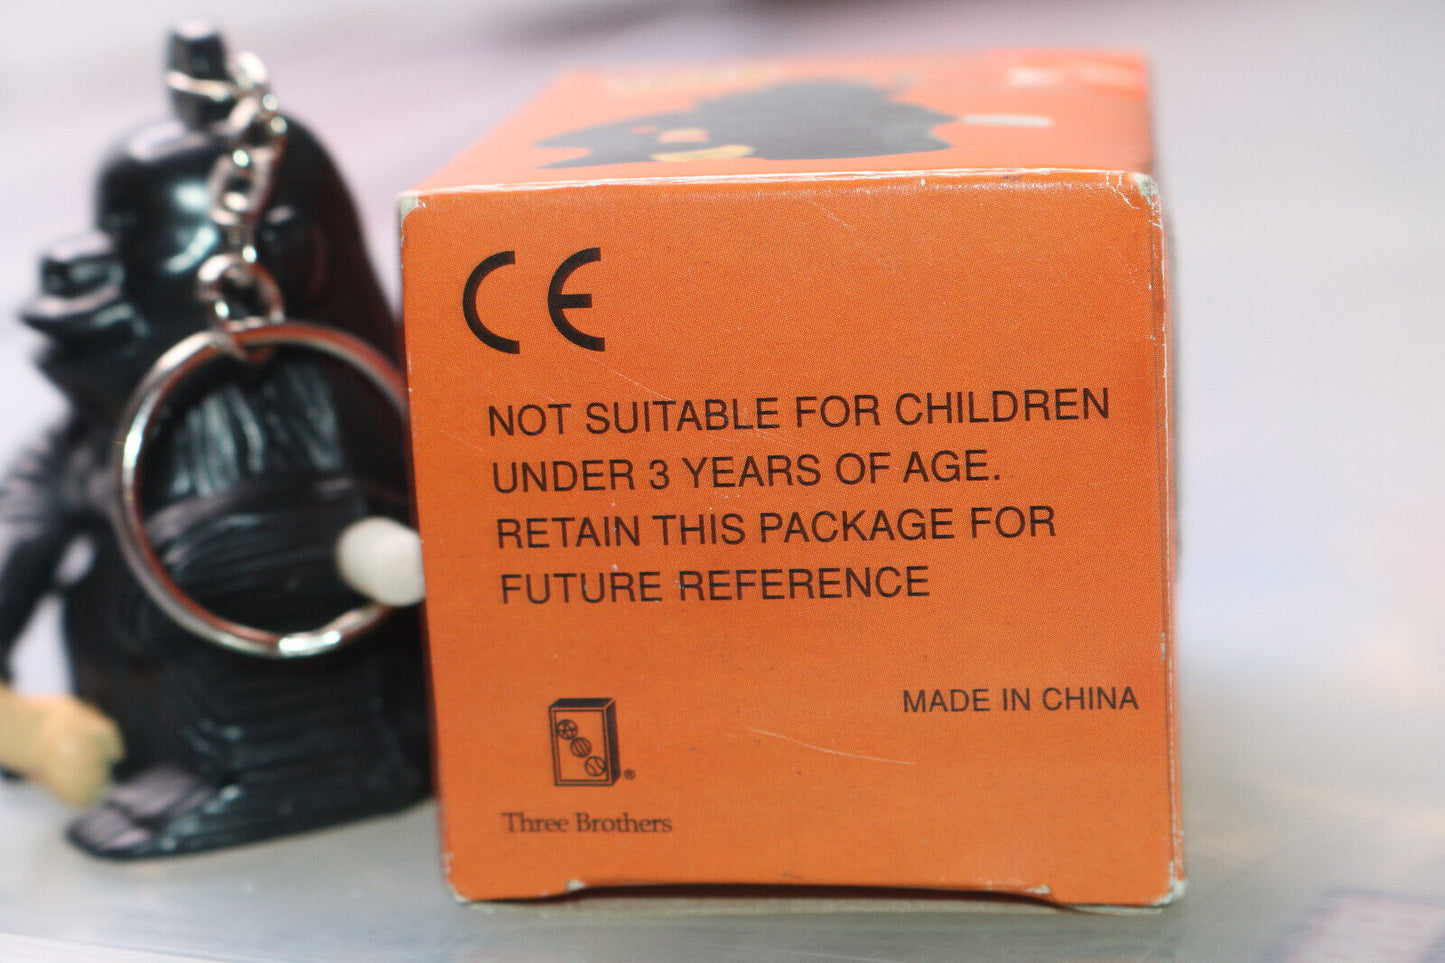 CE
NOT SUITABLE FOR CHILDREN
UNDER 3 YEARS OF AGE.
RETAIN THIS PACKAGE FOR
FUTURE REFERENCE
MADE IN CHINA
®
Three Brothers